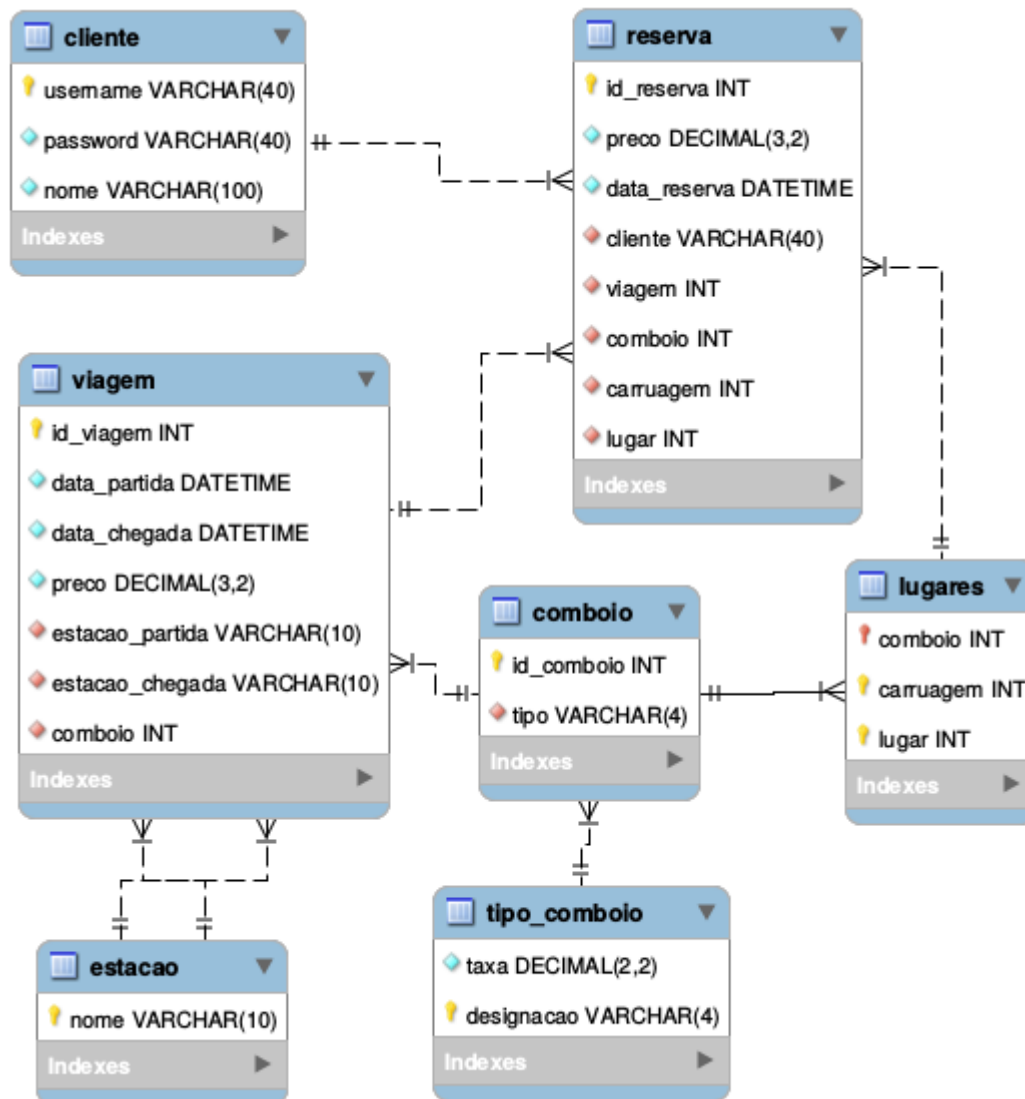 cliente
username VARCHAR(40)
password VARCHAR(40)
nome VARCHAR(100)
Indexes
reserva
id_reserva INT
preco DECIMAL(3,2)
data_reserva DATETIME
cliente VARCHAR(40)
viagem INT
comboio INT
carruagem INT
lugar INT
Indexes
viagem
id_viagem INT
data_partida DATETIME
data_chegada DATETIME
preco DECIMAL(3,2)
estacao_partida VARCHAR(10)
estacao_chegada VARCHAR(10)
comboio INT
Indexes
comboio
id_comboio INT
tipo VARCHAR(4)
Indexes
lugares
comboio INT
carruagem INT
lugar INT
Indexes
estacao
nome VARCHAR(10)
Indexes
tipo_comboio
taxa DECIMAL(2,2)
designacao VARCHAR(4)
Indexes